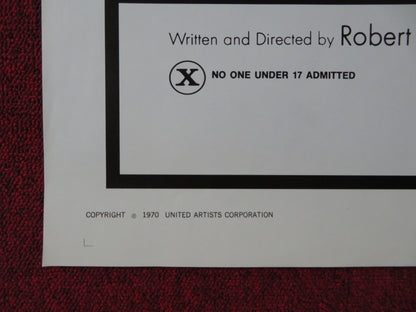 Written and Directed by Robert
X NO ONE UNDER 17 ADMITTED
COPYRIGHT © 1970 UNITED ARTISTS CORPORATION